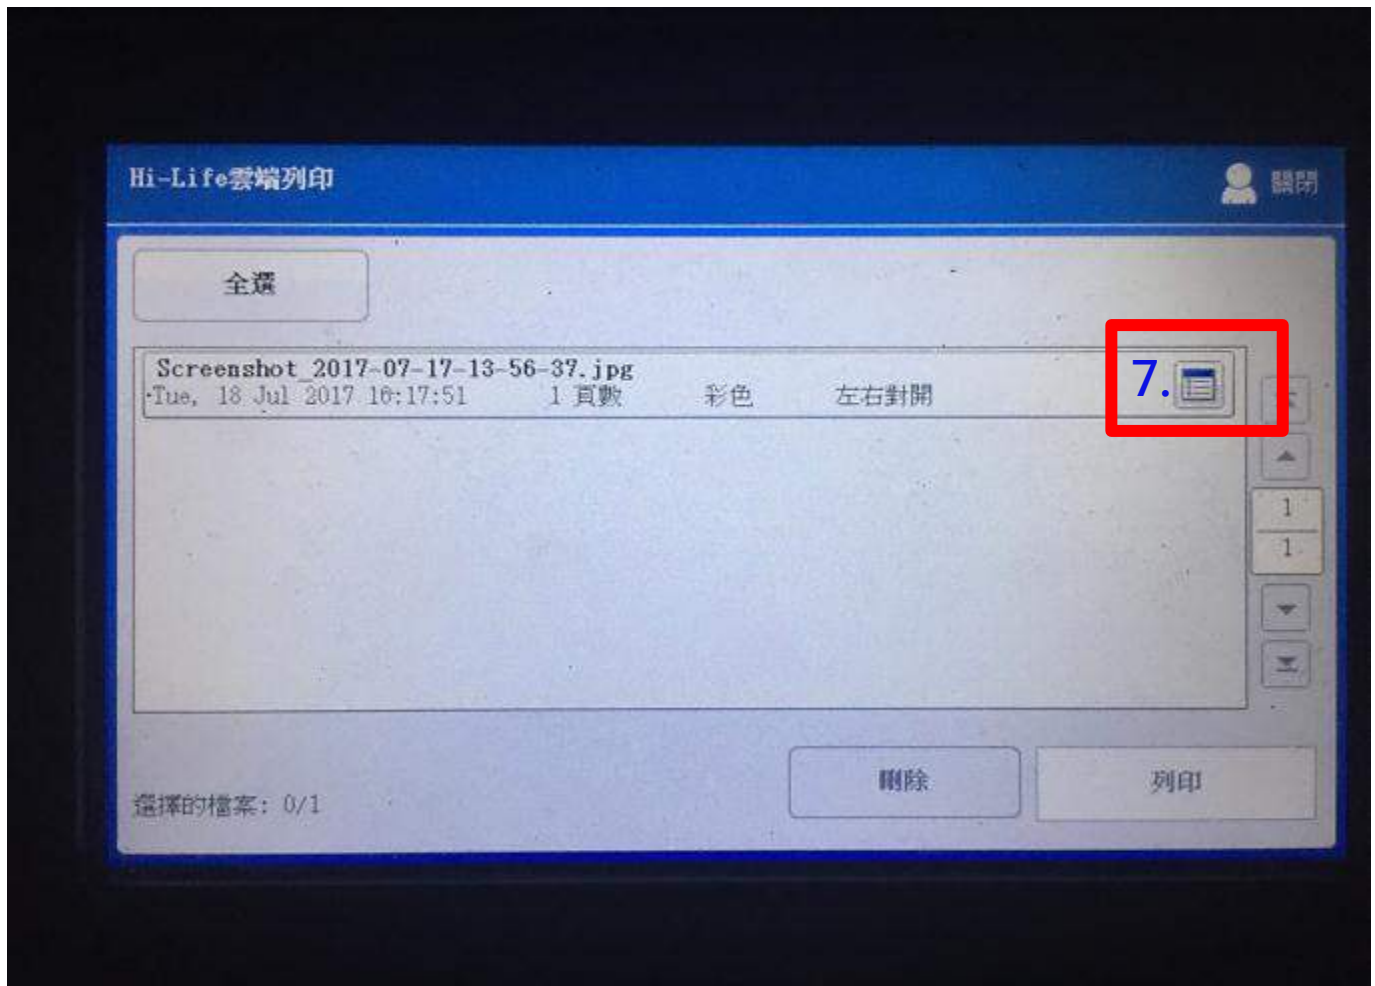 Hi-Life雲端列印
關閉
全選
Screenshot_2017-07-17-13-56-37.jpg
Tue, 18 Jul 2017 10:17:51 1 頁數 彩色 左右對開
7.
1
1
選擇的檔案: 0/1
刪除
列印